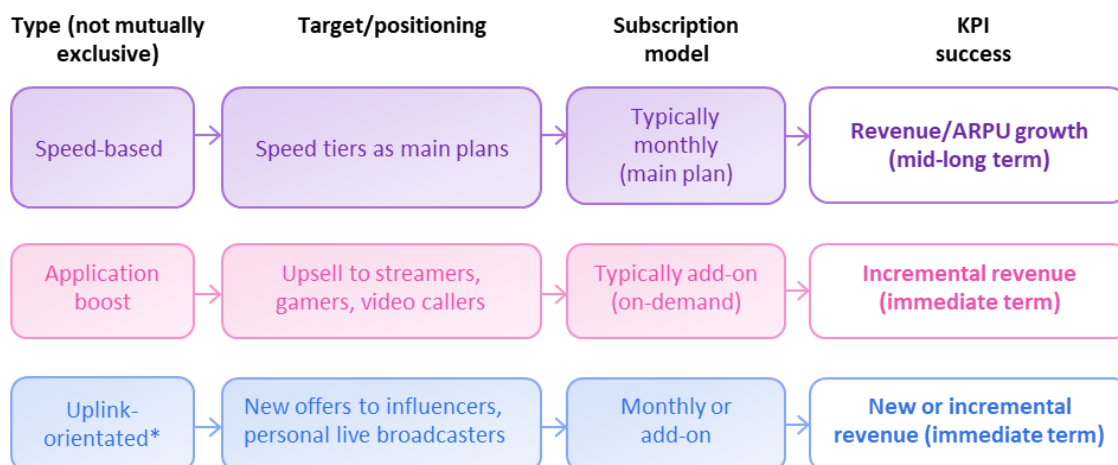 Type (not mutually
exclusive)
Target/positioning
Subscription
model
KPI
success
Speed-based
Speed tiers as main plans
Typically
monthly
(main plan)
Revenue/ARPU growth
(mid-long term)
Application
boost
Upsell to streamers,
gamers, video callers
Typically add-on
(on-demand)
Incremental revenue
(immediate term)
Uplink-
orientated*
New offers to influencers,
personal live broadcasters
Monthly or
add-on
New or incremental
revenue (immediate term)